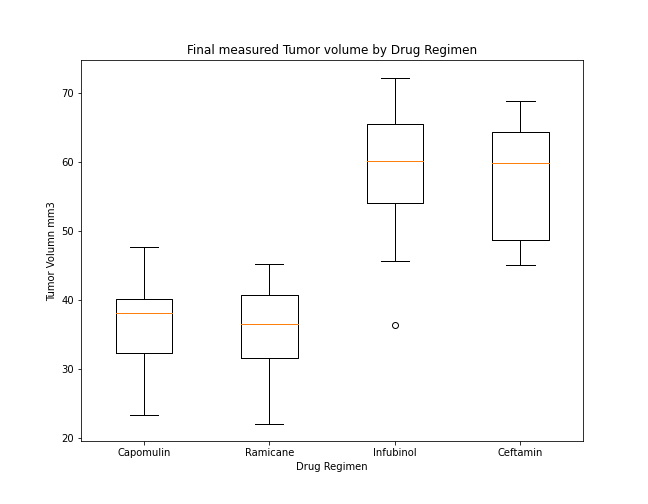 Final measured Tumor volume by Drug Regimen
70
60
50
40
30
20
Tumor Volumn mm3
Capomulin Ramicane Infubinol Ceftamin
Drug Regimen